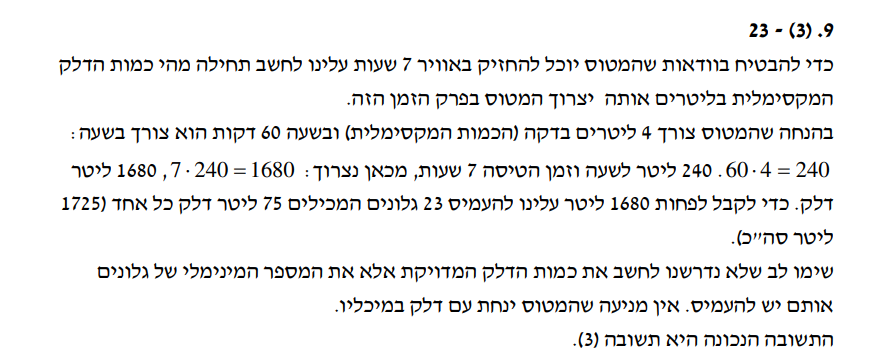 9. (3) - 23
כדי להבטיח בוודאות שהמטוס יוכל להחזיק באוויר 7 שעות עלינו לחשב תחילה מהי כמות הדלק
המקסימלית בליטרים אותה יצרוך המטוס בפרק הזמן הזה.
בהנחה שהמטוס צורך 4 ליטרים בדקה (הכמות המקסימלית) ובשעה 60 דקות הוא צורך בשעה:
60 · 4 = 240. 240 ליטר לשעה וזמן הטיסה 7 שעות, מכאן נצרוך: 7 · 240 = 1680, 1680 ליטר
דלק. כדי לקבל לפחות 1680 ליטר עלינו להעמיס 23 גלונים המכילים 75 ליטר דלק כל אחד (1725
ליטר סה"כ).
שימו לב שלא נדרשנו לחשב את כמות הדלק המדויקת אלא את המספר המינימלי של גלונים
אותם יש להעמיס. אין מניעה שהמטוס ינחת עם דלק במיכליו.
התשובה הנכונה היא תשובה (3).